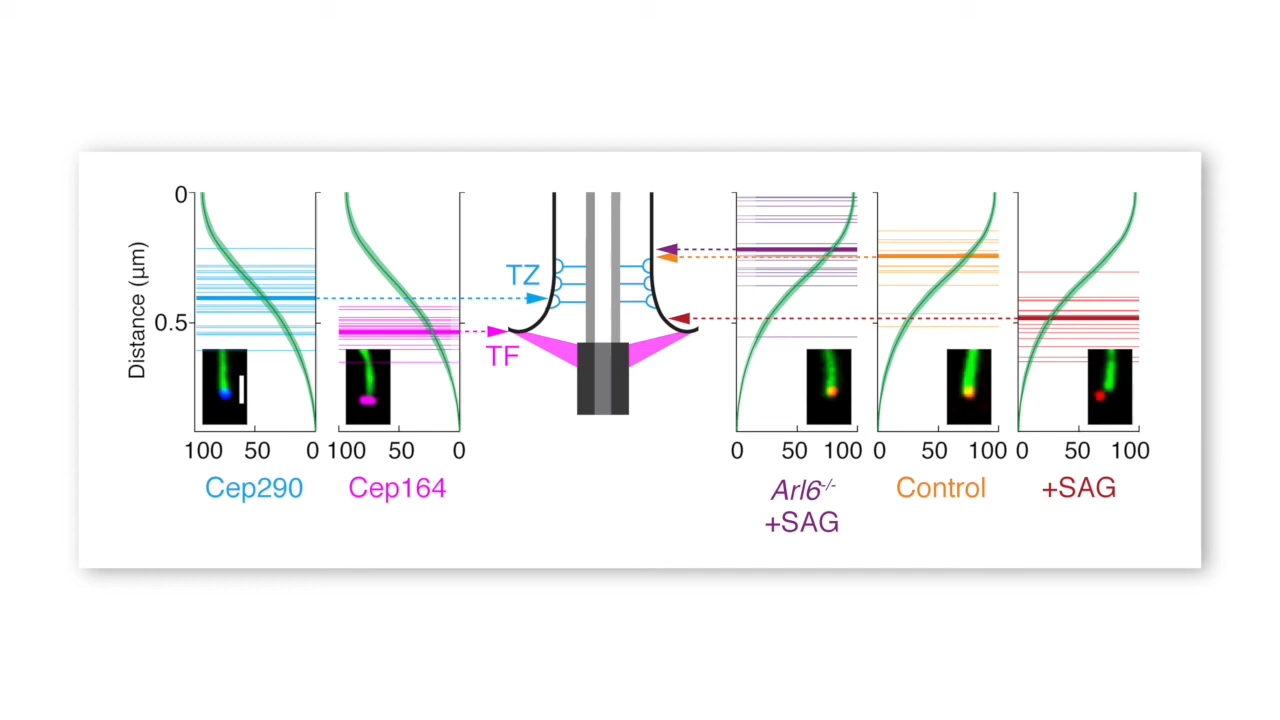 0
0.5
Distance (µm)
TZ
TF
100 50 0 100 50 0
0 50 100 0 50 100 0 50 100
Cep290 Cep164
Arl6-/- Control +SAG
+SAG